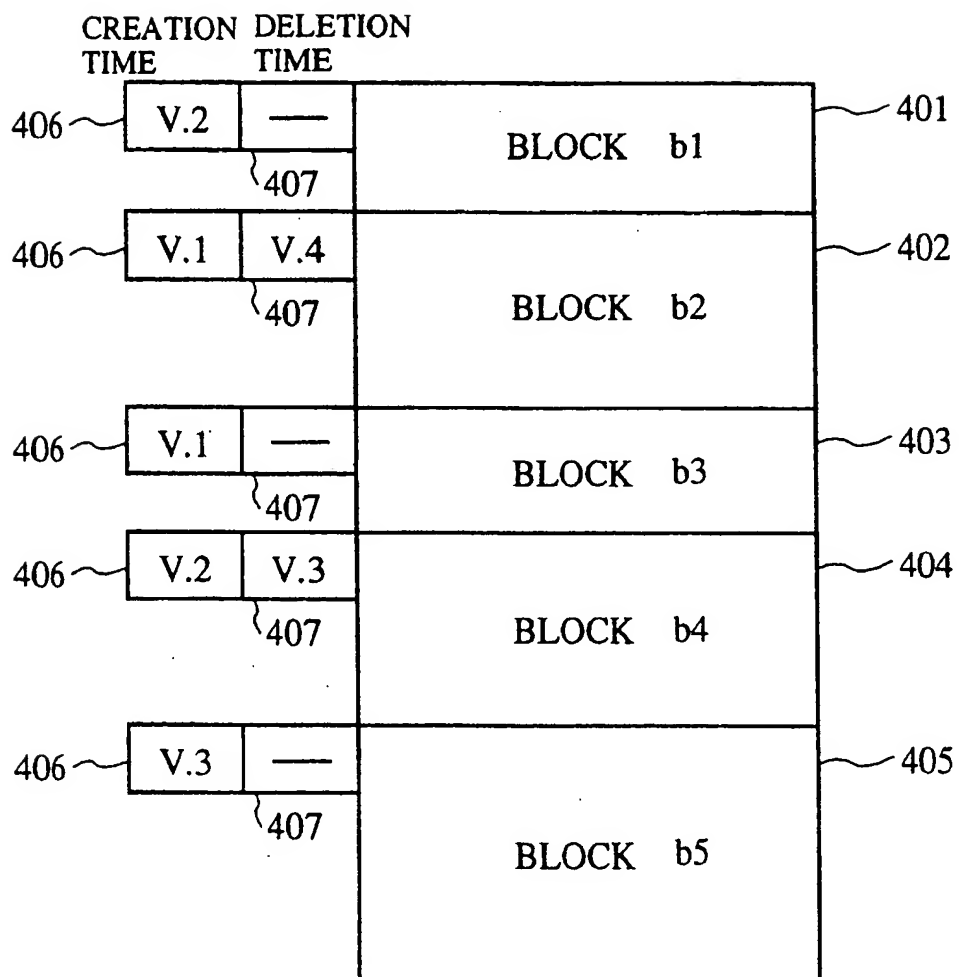 CREATION DELETION
TIME TIME
406 V.2 — BLOCK b1 401
407
406 V.1 V.4 402
407 BLOCK b2
406 V.1 — BLOCK b3 403
407
406 V.2 V.3 404
407 BLOCK b4
406 V.3 — 405
407
BLOCK b5